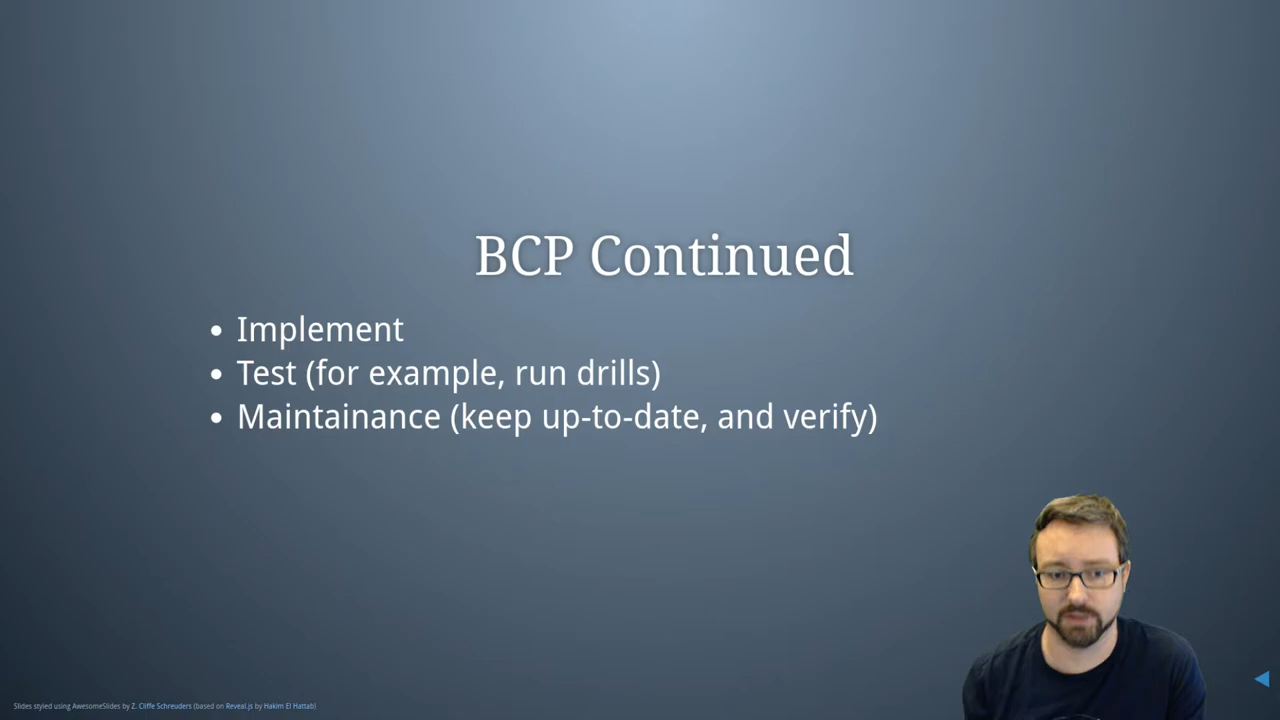 BCP Continued
Implement
Test (for example, run drills)
Maintainance (keep up-to-date, and verify)
Slides styled using AwesomeSlides by Z. Cliffe Schreuders (based on Reveal.js by Hakim El Hattab)